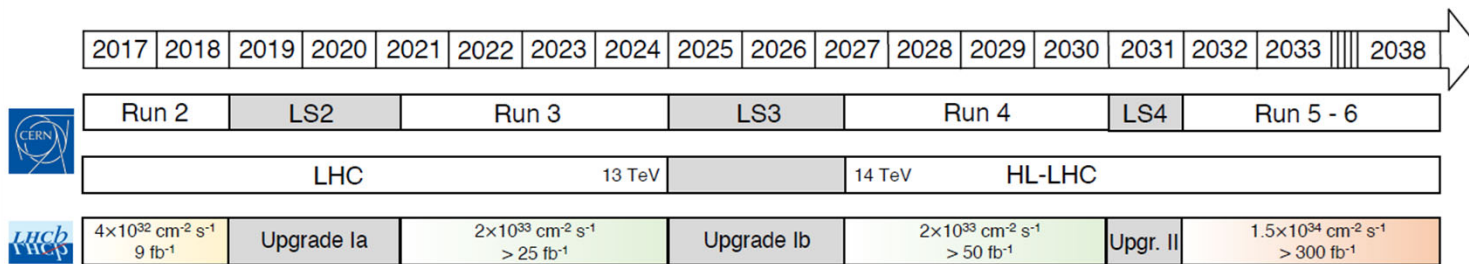 2017 2018 2019 2020 2021 2022 2023 2024 2025 2026 2027 2028 2029 2030 2031 2032 2033 2038
CERN
Run 2 LS2 Run 3 LS3 Run 4 LS4 Run 5 - 6
LHC 13 TeV 14 TeV HL-LHC
LHCb
4×10³² cm⁻² s⁻¹
9 fb⁻¹
Upgrade Ia
2×10³³ cm⁻² s⁻¹
> 25 fb⁻¹
Upgrade Ib
2×10³³ cm⁻² s⁻¹
> 50 fb⁻¹
Upgr. II
1.5×10³⁴ cm⁻² s⁻¹
> 300 fb⁻¹